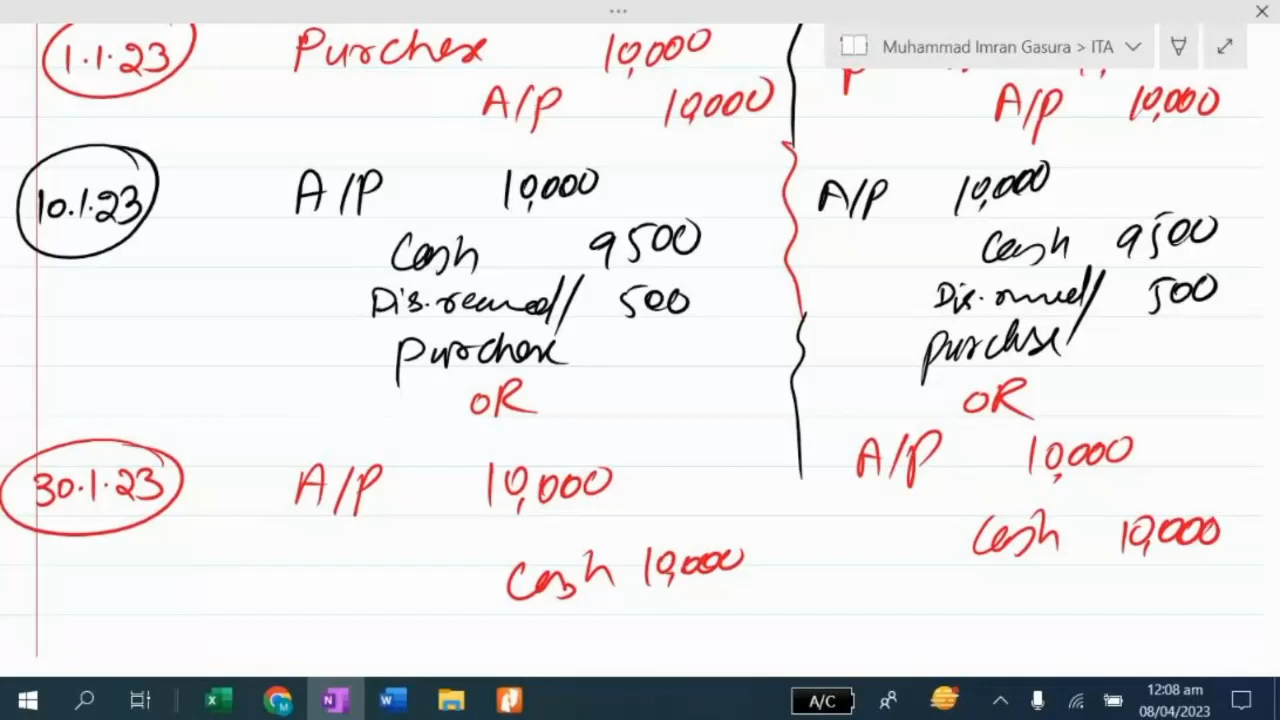 Muhammad Imran Gasura > ITA
1.1.23 Purchase 10,000
A/P 10,000
A/P 10,000
10.1.23 A/P 10,000
Cash 9500
Dis. received/ 500
Purchase
OR
30.1.23 A/P 10,000
Cash 10,000
A/P 10,000
Cash 9500
500
Purchase
OR
A/P 10,000
Cash 10,000
A/C
12:08 am
08/04/2023